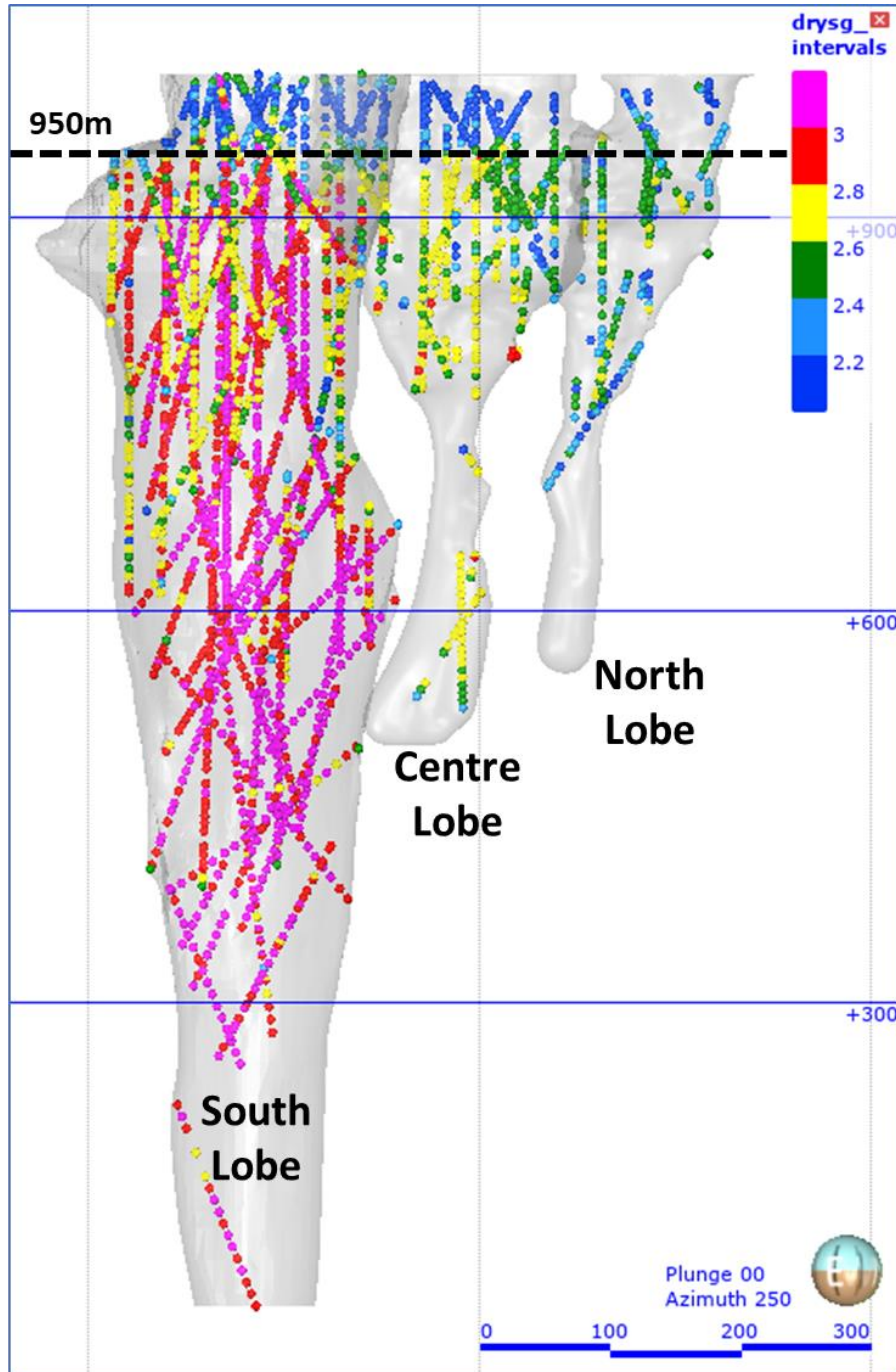 drysg_
intervals
950m
3
2.8
+900
2.6
2.4
2.2
+600
North
Lobe
Centre
Lobe
+300
South
Lobe
E
Plunge 00
Azimuth 250
0 100 200 300